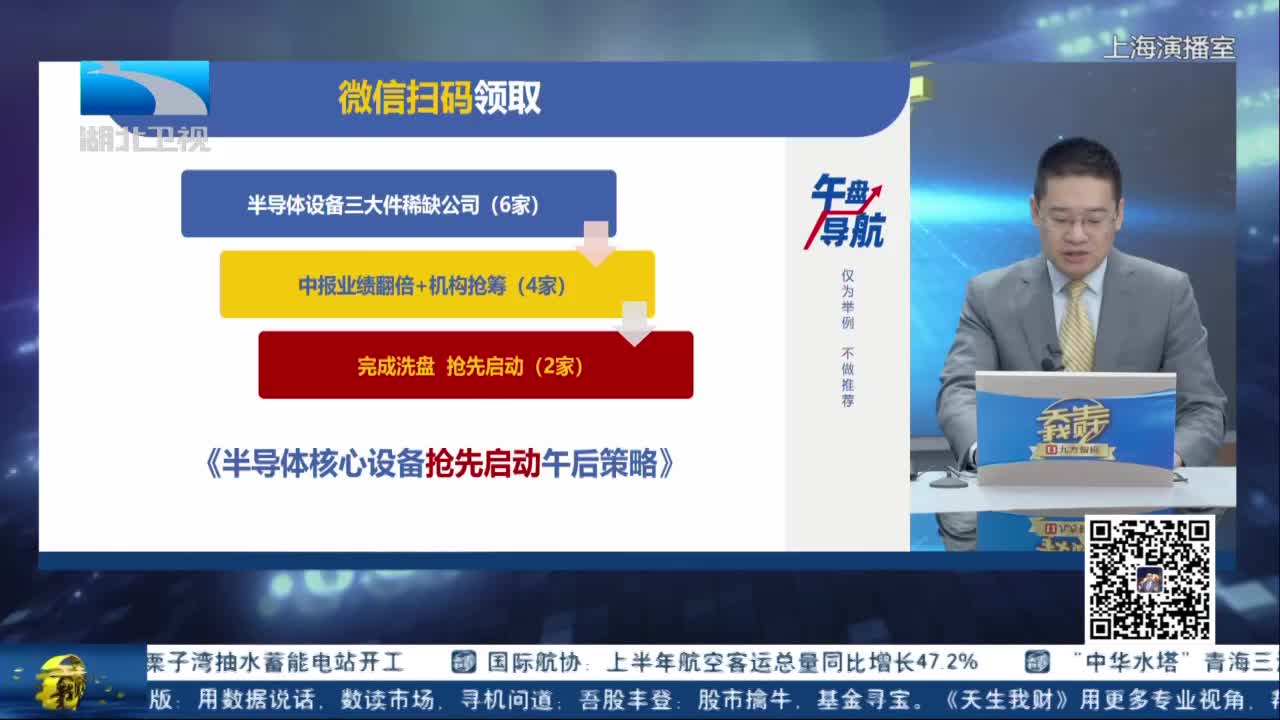 上海演播室
微信扫码领取
湖北卫视
半导体设备三大件稀缺公司（6家）
中报业绩翻倍+机构抢筹（4家）
完成洗盘 抢先启动（2家）
《半导体核心设备抢先启动午后策略》
午盘
导航
仅为举例 不做推荐
天生
我财
九方智投
栗子湾抽水蓄能电站开工 国际航协：上半年航空客运总量同比增长47.2% “中华水塔”青海三
版：用数据说话，数读市场，寻机问道，吾股丰登：股市擒牛，基金寻宝。《天生我财》用更多专业视角，